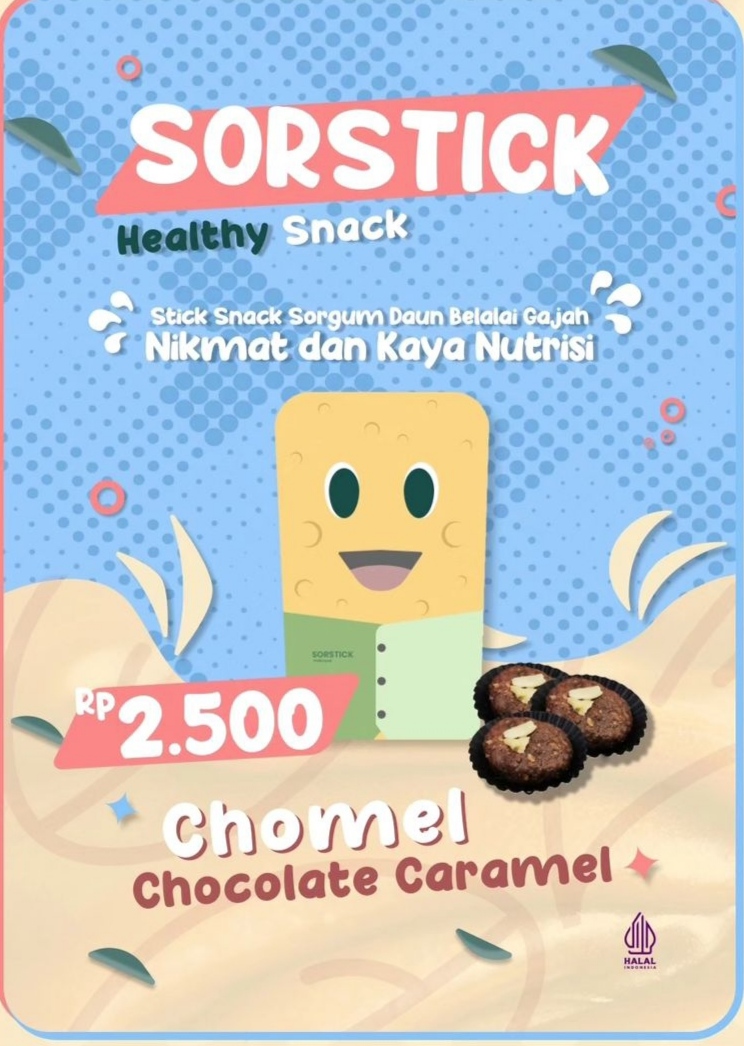 SORSTICK
Healthy Snack
Stick Snack Sorgum Daun Belalai Gajah
Nikmat dan Kaya Nutrisi
SORSTICK
RP 2.500
Chomel
Chocolate Caramel
HALAL
INDONESIA